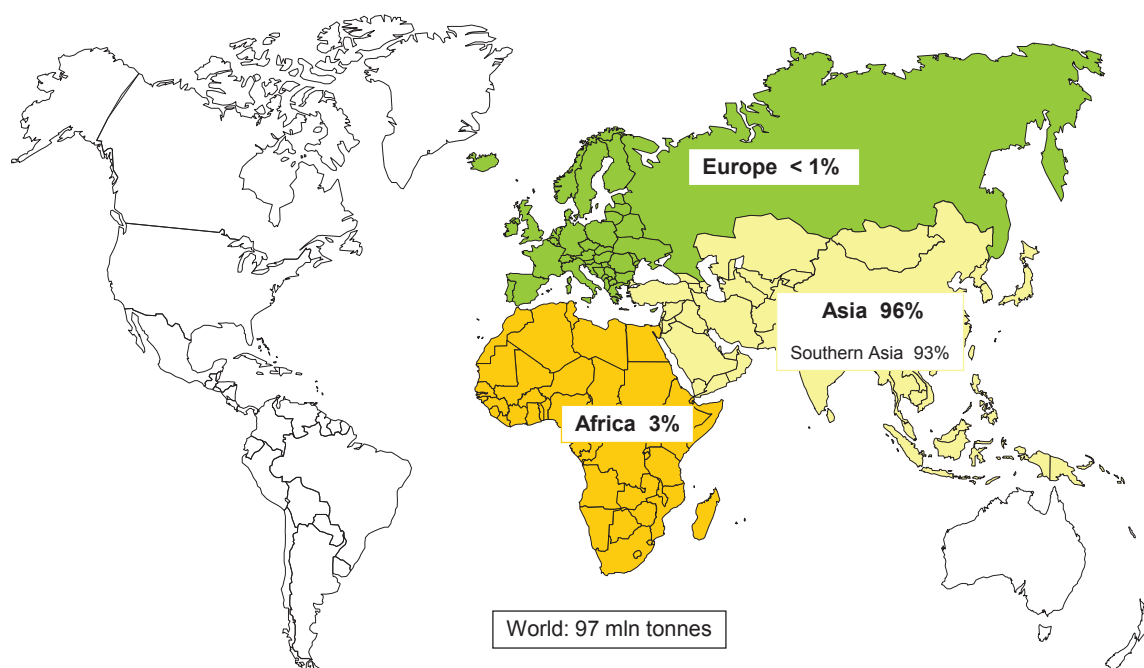 Europe < 1%
Asia 96%
Southern Asia 93%
Africa 3%
World: 97 mln tonnes